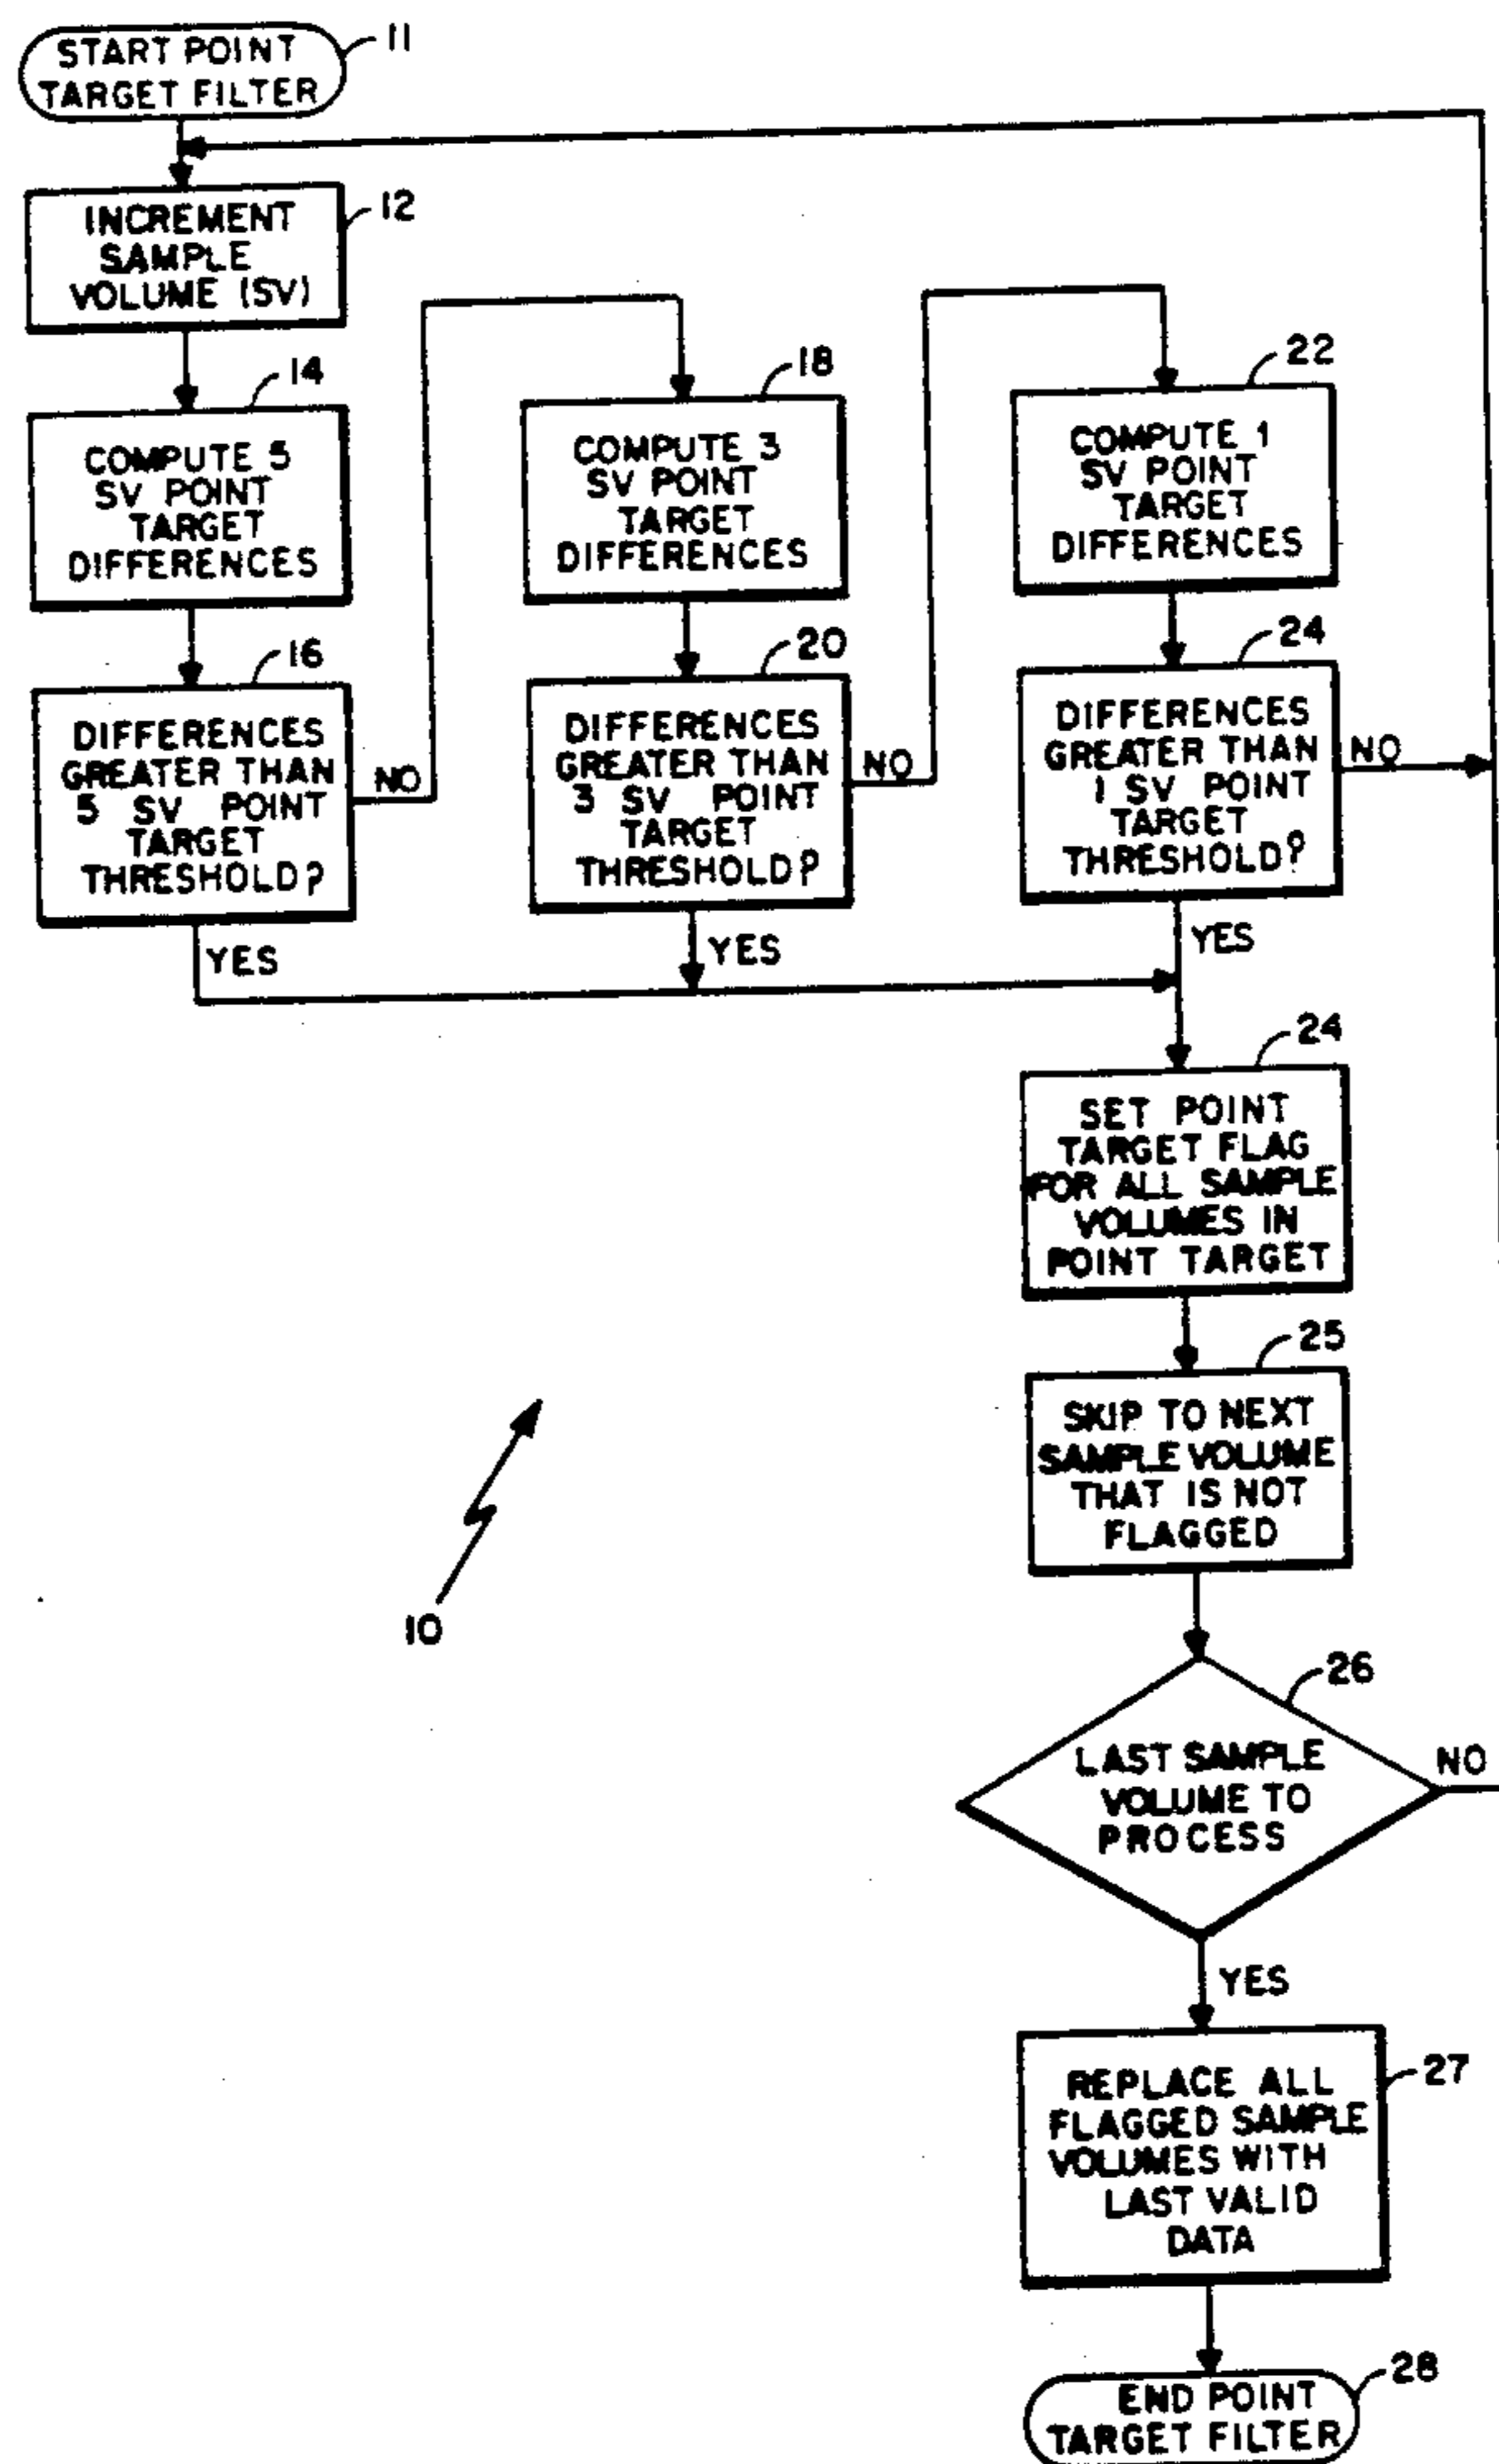 START POINT
TARGET FILTER
11
INCREMENT
SAMPLE
VOLUME (SV)
12
COMPUTE 5
SV POINT
TARGET
DIFFERENCES
14
DIFFERENCES
GREATER THAN
5 SV POINT
TARGET
THRESHOLD?
16
NO
YES
COMPUTE 3
SV POINT
TARGET
DIFFERENCES
18
DIFFERENCES
GREATER THAN
3 SV POINT
TARGET
THRESHOLD?
20
NO
YES
COMPUTE 1
SV POINT
TARGET
DIFFERENCES
22
DIFFERENCES
GREATER THAN
1 SV POINT
TARGET
THRESHOLD?
24
NO
YES
SET POINT
TARGET FLAG
FOR ALL SAMPLE
VOLUMES IN
POINT TARGET
24
SKIP TO NEXT
SAMPLE VOLUME
THAT IS NOT
FLAGGED
25
10
LAST SAMPLE
VOLUME TO
PROCESS
26
NO
YES
REPLACE ALL
FLAGGED SAMPLE
VOLUMES WITH
LAST VALID
DATA
27
END POINT
TARGET FILTER
28